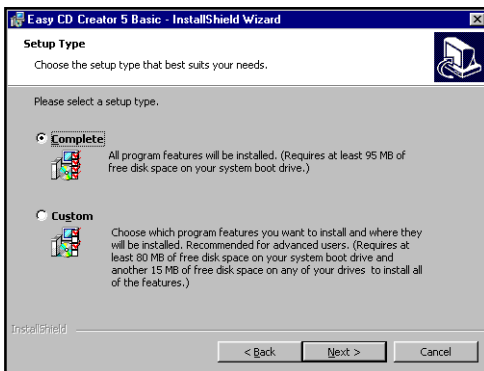 Easy CD Creator 5 Basic - InstallShield Wizard
Setup Type
Choose the setup type that best suits your needs.
Please select a setup type.
Complete
All program features will be installed. (Requires at least 95 MB of
free disk space on your system boot drive.)
Custom
Choose which program features you want to install and where they
will be installed. Recommended for advanced users. (Requires at
least 80 MB of free disk space on your system boot drive and
another 15 MB of free disk space on any of your drives to install all
of the features.)
InstallShield
< Back
Next >
Cancel